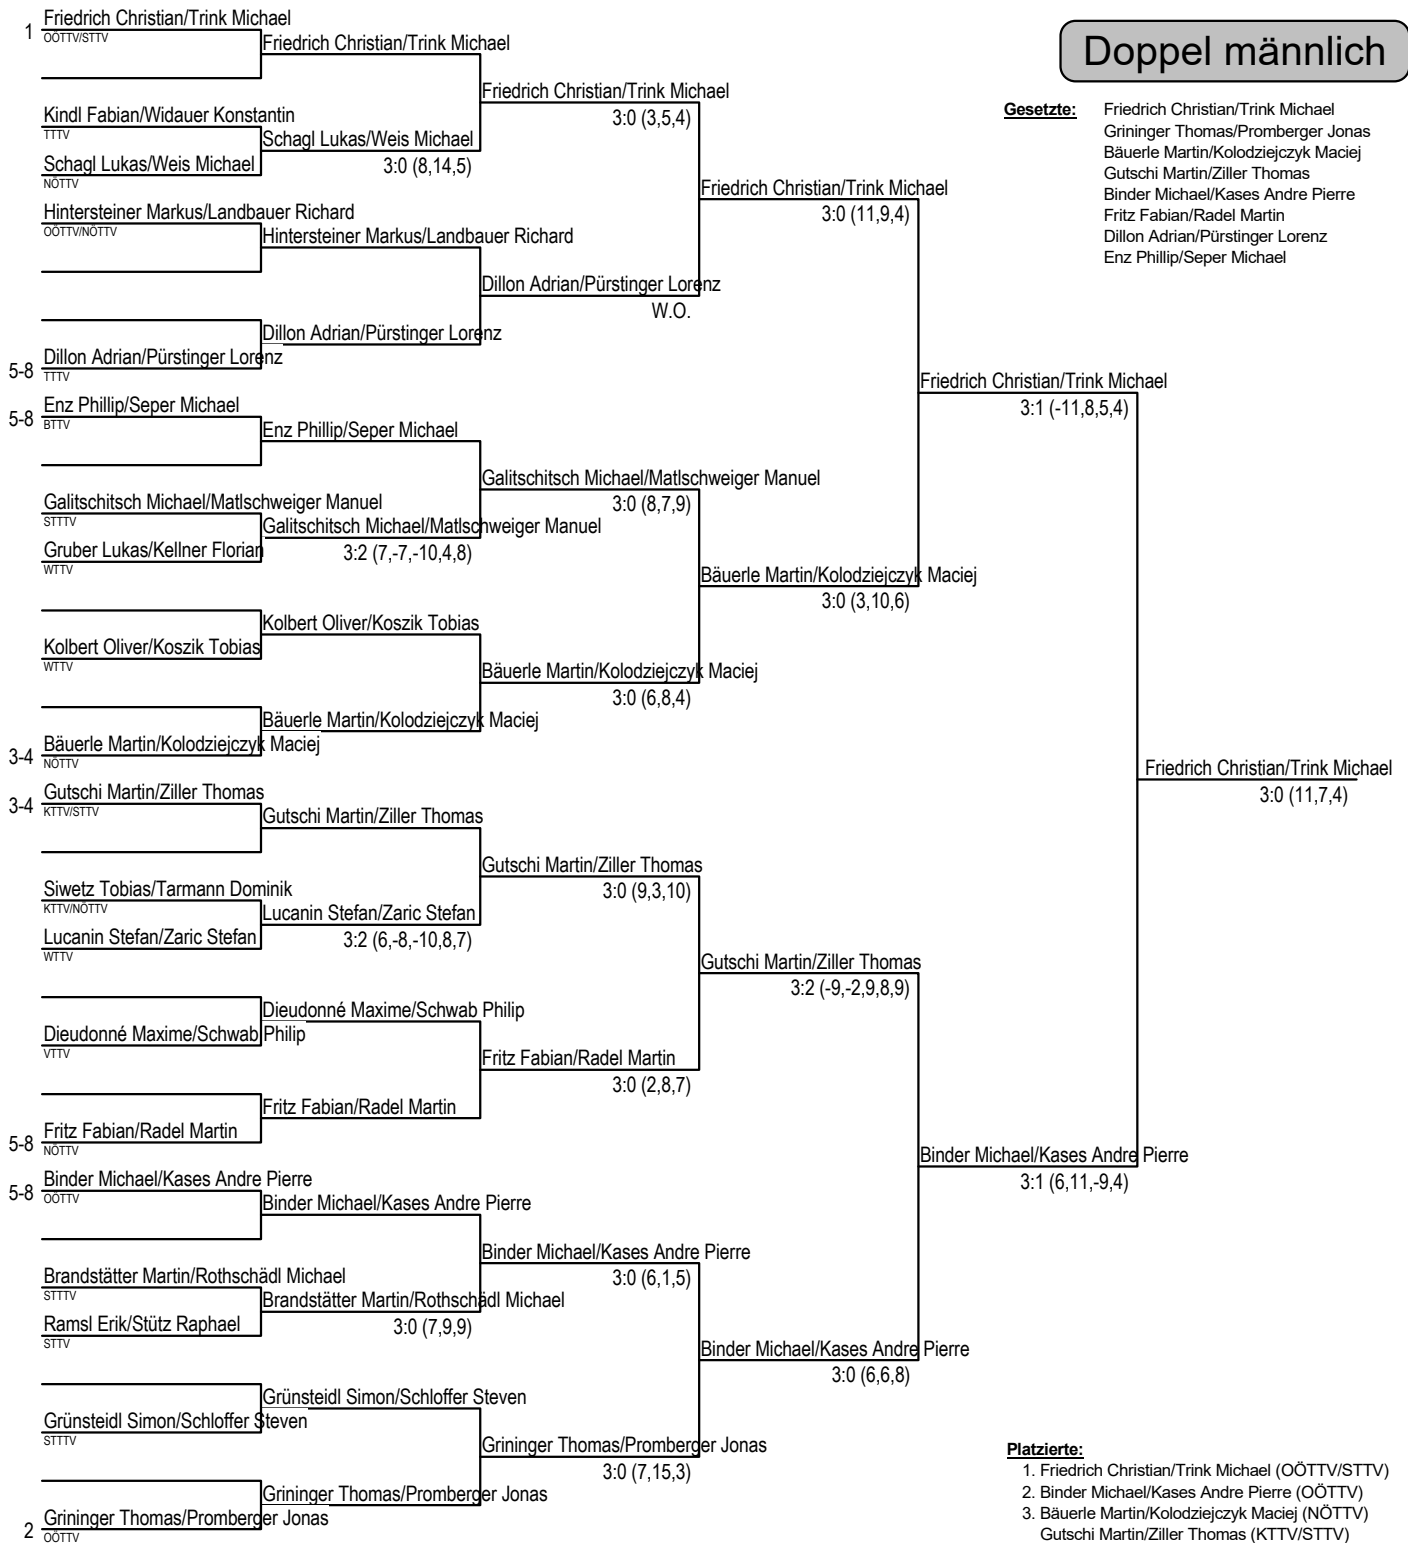 Doppel männlich
Gesetzte:
Friedrich Christian/Trink Michael
Grininger Thomas/Promberger Jonas
Bäuerle Martin/Kolodziejczyk Maciej
Gutschi Martin/Ziller Thomas
Binder Michael/Kases Andre Pierre
Fritz Fabian/Radel Martin
Dillon Adrian/Pürstinger Lorenz
Enz Phillip/Seper Michael
1 Friedrich Christian/Trink Michael
OÖTTV/STTV
Kindl Fabian/Widauer Konstantin
TTTV
Schagl Lukas/Weis Michael
NÖTTV
Hintersteiner Markus/Landbauer Richard
OÖTTV/NÖTTV
5-8 Dillon Adrian/Pürstinger Lorenz
TTTV
5-8 Enz Phillip/Seper Michael
BTTV
Galitschitsch Michael/Matlschweiger Manuel
STTTV
Gruber Lukas/Kellner Florian
WTTV
Kolbert Oliver/Koszik Tobias
WTTV
3-4 Bäuerle Martin/Kolodziejczyk Maciej
NÖTTV
3-4 Gutschi Martin/Ziller Thomas
KTTV/STTV
Siwetz Tobias/Tarmann Dominik
KTTV/NÖTTV
Lucanin Stefan/Zaric Stefan
WTTV
Dieudonné Maxime/Schwab Philip
VTTV
5-8 Fritz Fabian/Radel Martin
NÖTTV
5-8 Binder Michael/Kases Andre Pierre
OÖTTV
Brandstätter Martin/Rothschädl Michael
STTTV
Ramsl Erik/Stütz Raphael
STTV
Grünsteidl Simon/Schloffer Steven
STTTV
2 Grininger Thomas/Promberger Jonas
OÖTTV
Friedrich Christian/Trink Michael
Schagl Lukas/Weis Michael
3:0 (8,14,5)
Hintersteiner Markus/Landbauer Richard
Dillon Adrian/Pürstinger Lorenz
Enz Phillip/Seper Michael
Galitschitsch Michael/Matlschweiger Manuel
3:2 (7,-7,-10,4,8)
Kolbert Oliver/Koszik Tobias
Bäuerle Martin/Kolodziejczyk Maciej
Gutschi Martin/Ziller Thomas
Lucanin Stefan/Zaric Stefan
3:2 (6,-8,-10,8,7)
Dieudonné Maxime/Schwab Philip
Fritz Fabian/Radel Martin
Binder Michael/Kases Andre Pierre
Brandstätter Martin/Rothschädl Michael
3:0 (7,9,9)
Grünsteidl Simon/Schloffer Steven
Grininger Thomas/Promberger Jonas
Friedrich Christian/Trink Michael
3:0 (3,5,4)
Dillon Adrian/Pürstinger Lorenz
W.O.
Galitschitsch Michael/Matlschweiger Manuel
3:0 (8,7,9)
Bäuerle Martin/Kolodziejczyk Maciej
3:0 (6,8,4)
Gutschi Martin/Ziller Thomas
3:0 (9,3,10)
Fritz Fabian/Radel Martin
3:0 (2,8,7)
Binder Michael/Kases Andre Pierre
3:0 (6,1,5)
Grininger Thomas/Promberger Jonas
3:0 (7,15,3)
Friedrich Christian/Trink Michael
3:0 (11,9,4)
Bäuerle Martin/Kolodziejczyk Maciej
3:0 (3,10,6)
Gutschi Martin/Ziller Thomas
3:2 (-9,-2,9,8,9)
Binder Michael/Kases Andre Pierre
3:0 (6,6,8)
Friedrich Christian/Trink Michael
3:1 (-11,8,5,4)
Binder Michael/Kases Andre Pierre
3:1 (6,11,-9,4)
Friedrich Christian/Trink Michael
3:0 (11,7,4)
Platzierte:
1. Friedrich Christian/Trink Michael (OÖTTV/STTV)
2. Binder Michael/Kases Andre Pierre (OÖTTV)
3. Bäuerle Martin/Kolodziejczyk Maciej (NÖTTV)
Gutschi Martin/Ziller Thomas (KTTV/STTV)